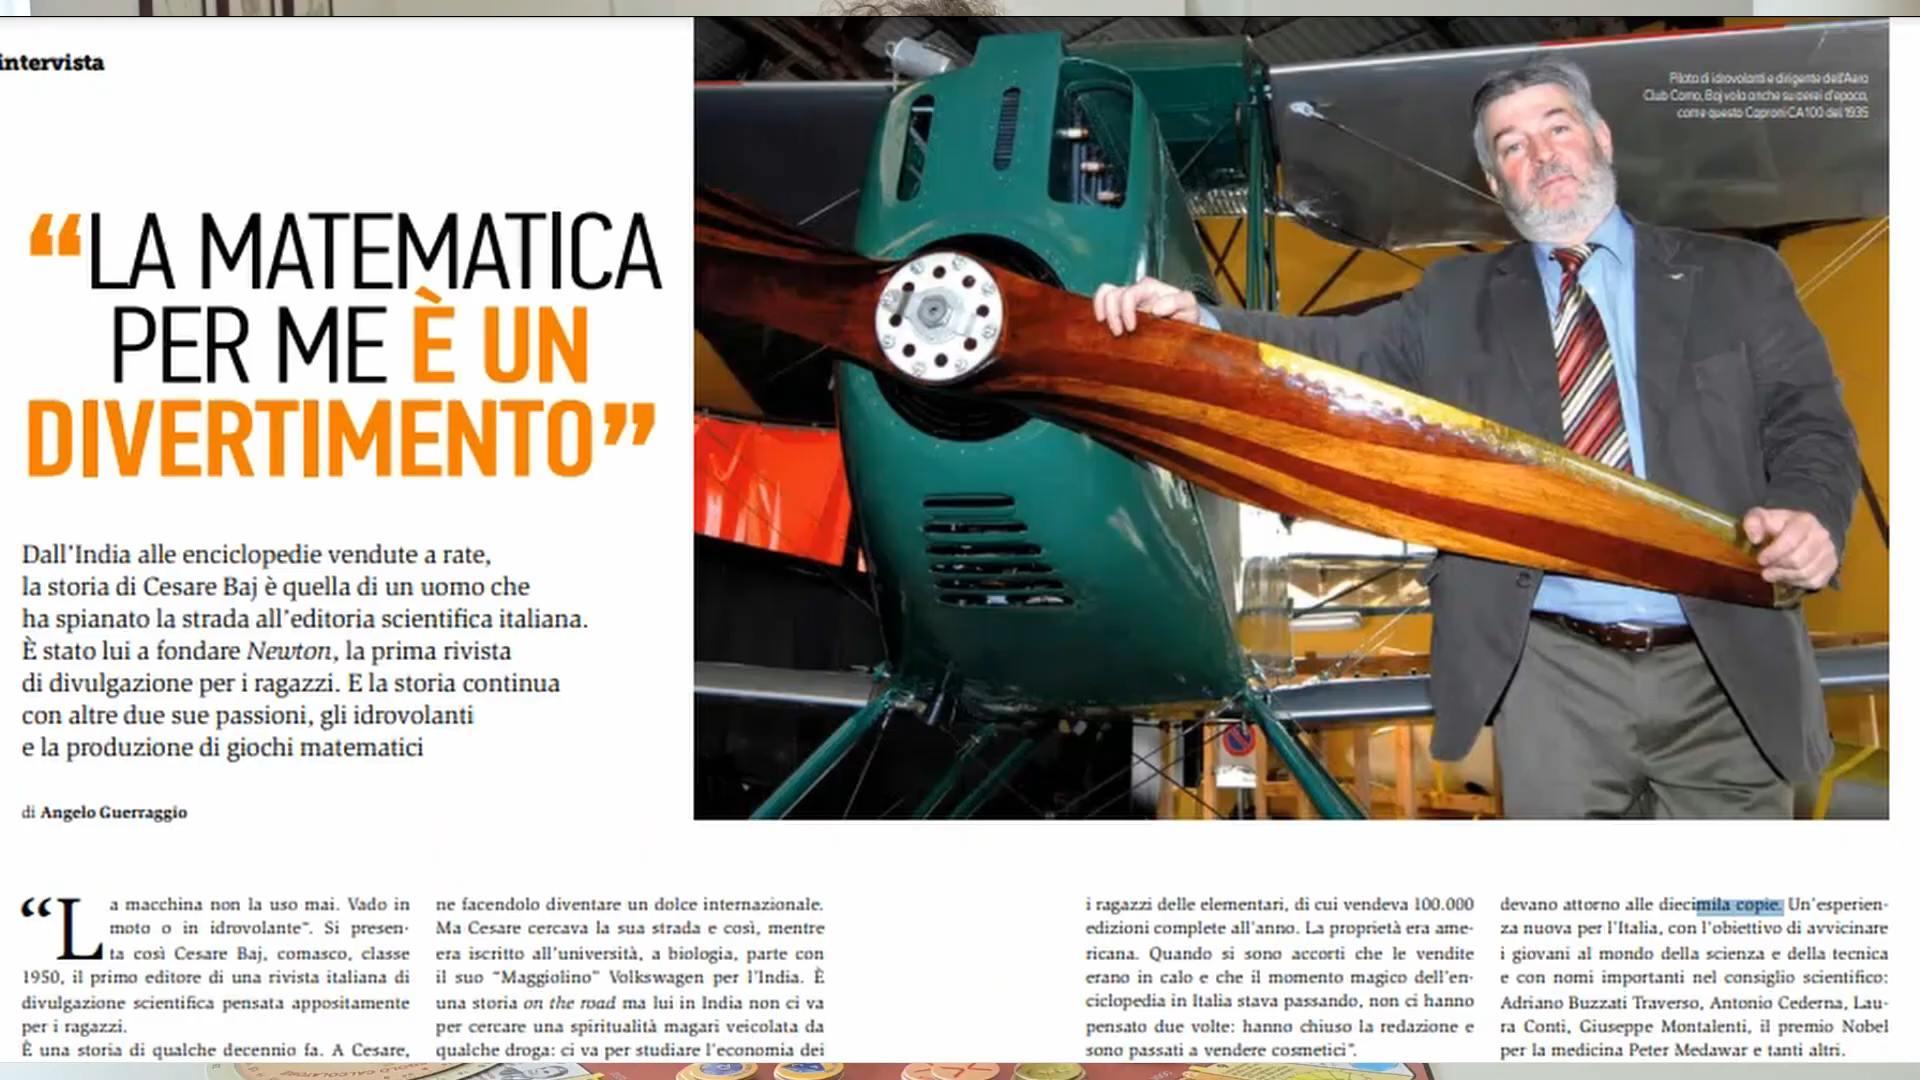 intervista
Pilota di idrovolanti e dirigente dell'Aero
Club Como, Baj vola anche su aerei d'epoca,
come questo Caproni CA100 del 1935
“LA MATEMATICA
PER ME È UN
DIVERTIMENTO”
Dall'India alle enciclopedie vendute a rate,
la storia di Cesare Baj è quella di un uomo che
ha spianato la strada all'editoria scientifica italiana.
È stato lui a fondare Newton, la prima rivista
di divulgazione per i ragazzi. E la storia continua
con altre due sue passioni, gli idrovolanti
e la produzione di giochi matematici
di Angelo Guerraggio
“La macchina non la uso mai. Vado in
moto o in idrovolante”. Si presen-
ta così Cesare Baj, comasco, classe
1950, il primo editore di una rivista italiana di
divulgazione scientifica pensata appositamente
per i ragazzi.
È una storia di qualche decennio fa. A Cesare,
ne facendolo diventare un dolce internazionale.
Ma Cesare cercava la sua strada e così, mentre
era iscritto all'università, a biologia, parte con
il suo “Maggiolino” Volkswagen per l'India. È
una storia on the road ma lui in India non ci va
per cercare una spiritualità magari veicolata da
qualche droga: ci va per studiare l'economia dei
i ragazzi delle elementari, di cui vendeva 100.000
edizioni complete all'anno. La proprietà era ame-
ricana. Quando si sono accorti che le vendite
erano in calo e che il momento magico dell'en-
ciclopedia in Italia stava passando, non ci hanno
pensato due volte: hanno chiuso la redazione e
sono passati a vendere cosmetici”.
devano attorno alle diecimila copie. Un'esperien-
za nuova per l'Italia, con l'obiettivo di avvicinare
i giovani al mondo della scienza e della tecnica
e con nomi importanti nel consiglio scientifico:
Adriano Buzzati Traverso, Antonio Cederna, Lau-
ra Conti, Giuseppe Montalenti, il premio Nobel
per la medicina Peter Medawar e tanti altri.